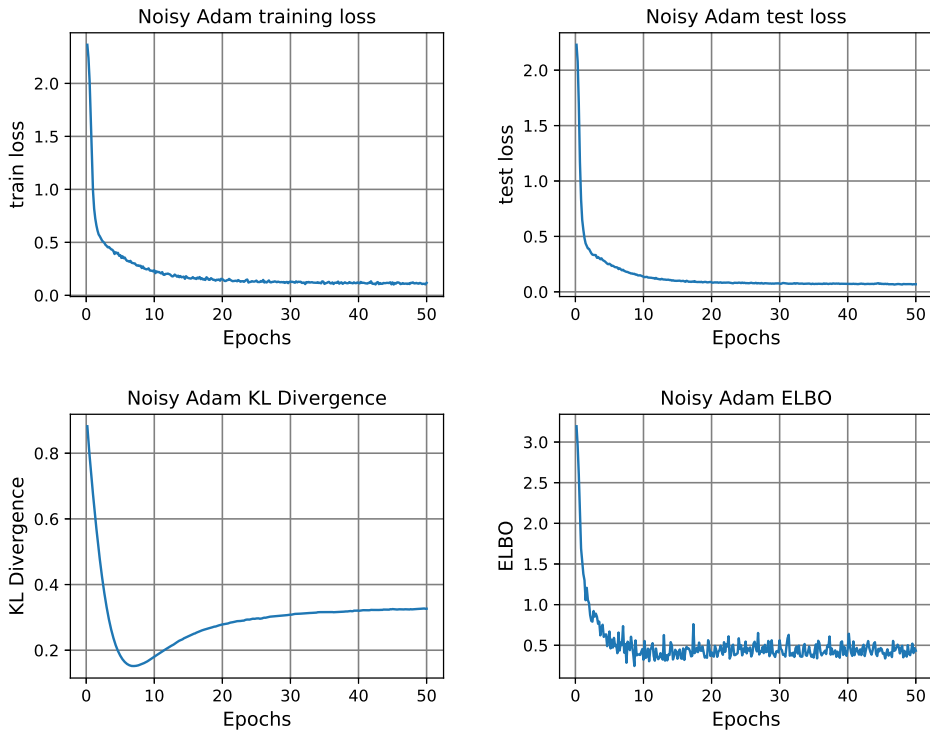 Noisy Adam training loss
train loss
2.0
1.5
1.0
0.5
0.0
0 10 20 30 40 50
Epochs
Noisy Adam test loss
test loss
2.0
1.5
1.0
0.5
0.0
0 10 20 30 40 50
Epochs
Noisy Adam KL Divergence
KL Divergence
0.8
0.6
0.4
0.2
0 10 20 30 40 50
Epochs
Noisy Adam ELBO
ELBO
3.0
2.5
2.0
1.5
1.0
0.5
0 10 20 30 40 50
Epochs